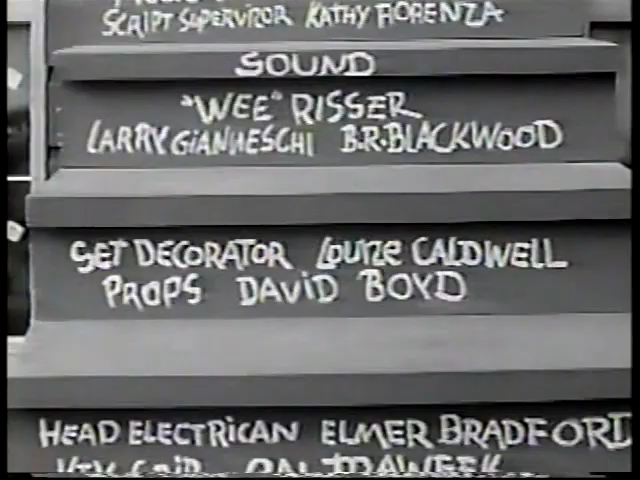 SCRIPT SUPERVIZOR KATHY FIORENZA
SOUND
"WEE" RISSER
LARRY GIANNESCHI B.R. BLACKWOOD
SET DECORATOR LOUIZE CALDWELL
PROPS DAVID BOYD
HEAD ELECTRICAN ELMER BRADFORD